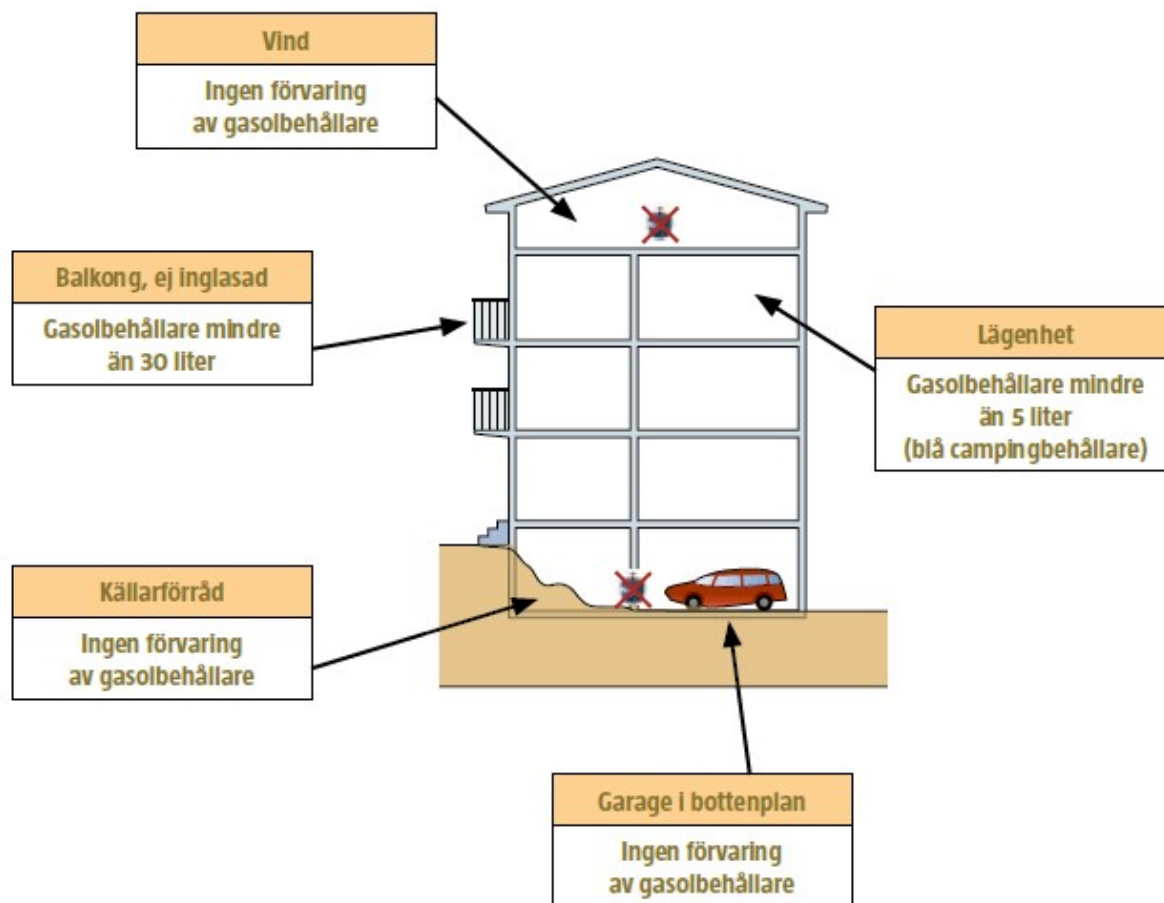 Vind
Ingen förvaring
av gasolbehållare
Balkong, ej inglasad
Gasolbehållare mindre
än 30 liter
Lägenhet
Gasolbehållare mindre
än 5 liter
(blå campingbehållare)
Källarförråd
Ingen förvaring
av gasolbehållare
Garage i bottenplan
Ingen förvaring
av gasolbehållare